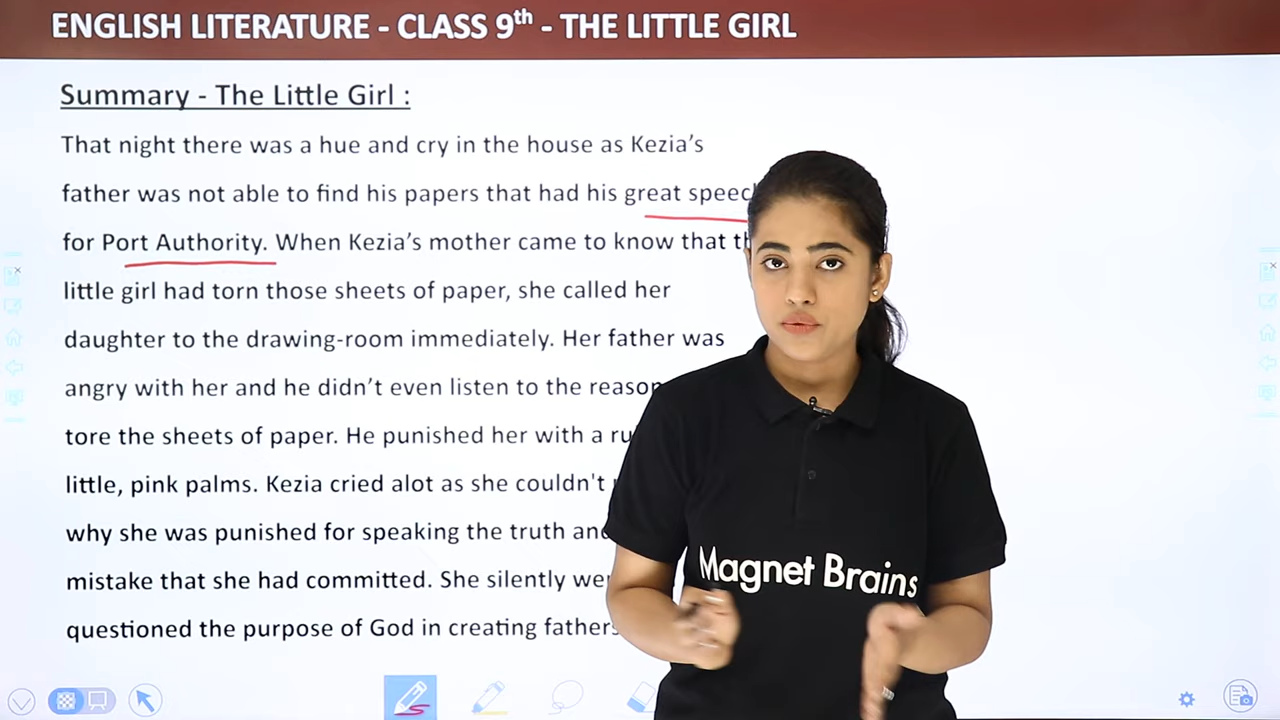 ENGLISH LITERATURE - CLASS 9th - THE LITTLE GIRL
Summary - The Little Girl :
That night there was a hue and cry in the house as Kezia's
father was not able to find his papers that had his great
for Port Authority. When Kezia's mother came to know that
little girl had torn those sheets of paper, she called her
daughter to the drawing-room immediately. Her father was
angry with her and he didn't even listen to the reason
tore the sheets of paper. He punished her with a
little, pink palms. Kezia cried alot as she couldn't
why she was punished for speaking the truth
mistake that she had committed. She silently
questioned the purpose of God in creating fathers
Magnet Brains